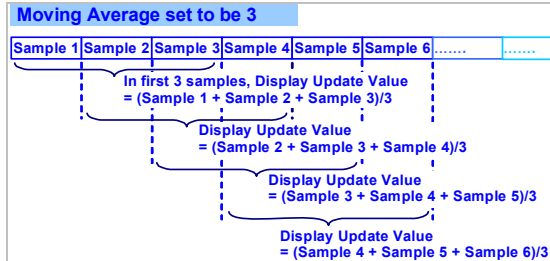 Moving Average set to be 3
Sample 1 Sample 2 Sample 3 Sample 4 Sample 5 Sample 6 ....... .......
In first 3 samples, Display Update Value
= (Sample 1 + Sample 2 + Sample 3)/3
Display Update Value
= (Sample 2 + Sample 3 + Sample 4)/3
Display Update Value
= (Sample 3 + Sample 4 + Sample 5)/3
Display Update Value
= (Sample 4 + Sample 5 + Sample 6)/3